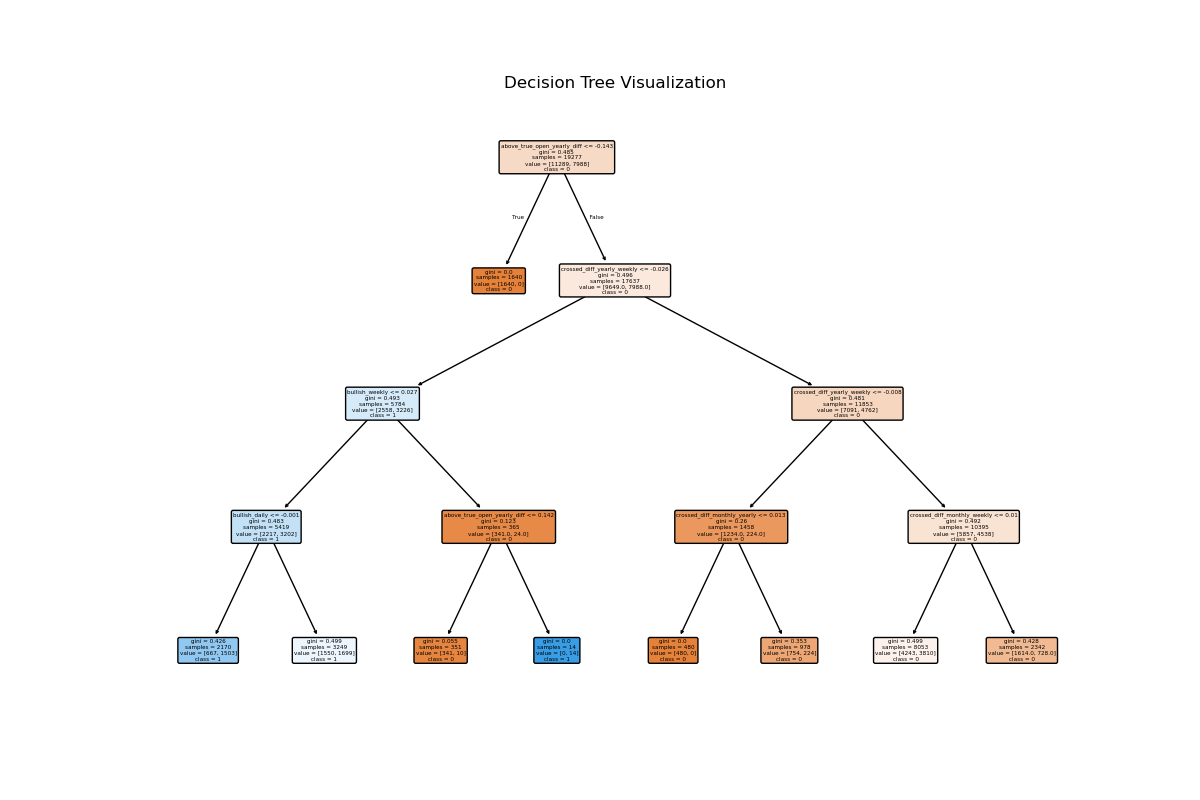 Decision Tree Visualization
above_true_open_yearly_diff <= -0.143
gini = 0.485
samples = 19277
value = [11289, 7988]
class = 0
True
False
gini = 0.0
samples = 1640
value = [1640, 0]
class = 0
crossed_diff_yearly_weekly <= -0.026
gini = 0.496
samples = 17637
value = [9649.0, 7988.0]
class = 0
bullish_weekly <= 0.027
gini = 0.493
samples = 5784
value = [2558, 3226]
class = 1
crossed_diff_yearly_weekly <= -0.008
gini = 0.481
samples = 11853
value = [7091, 4762]
class = 0
bullish_daily <= -0.001
gini = 0.483
samples = 5419
value = [2217, 3202]
class = 1
above_true_open_yearly_diff <= 0.142
gini = 0.123
samples = 365
value = [341.0, 24.0]
class = 0
crossed_diff_monthly_yearly <= 0.013
gini = 0.26
samples = 1458
value = [1234.0, 224.0]
class = 0
crossed_diff_monthly_weekly <= 0.01
gini = 0.492
samples = 10395
value = [5857, 4538]
class = 0
gini = 0.426
samples = 2170
value = [667, 1503]
class = 1
gini = 0.499
samples = 3249
value = [1550, 1699]
class = 1
gini = 0.055
samples = 351
value = [341, 10]
class = 0
gini = 0.0
samples = 14
value = [0, 14]
class = 1
gini = 0.0
samples = 480
value = [480, 0]
class = 0
gini = 0.353
samples = 978
value = [754, 224]
class = 0
gini = 0.499
samples = 8053
value = [4243, 3810]
class = 0
gini = 0.428
samples = 2342
value = [1614.0, 728.0]
class = 0